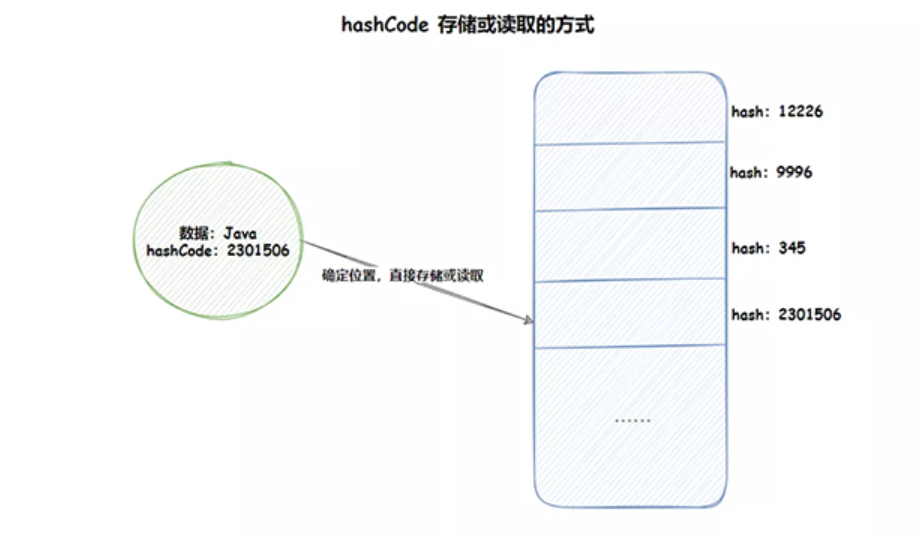 hashCode 存储或读取的方式
数据：Java
hashCode：2301506
确定位置，直接存储或读取
hash：12226
hash：9996
hash：345
hash：2301506
......